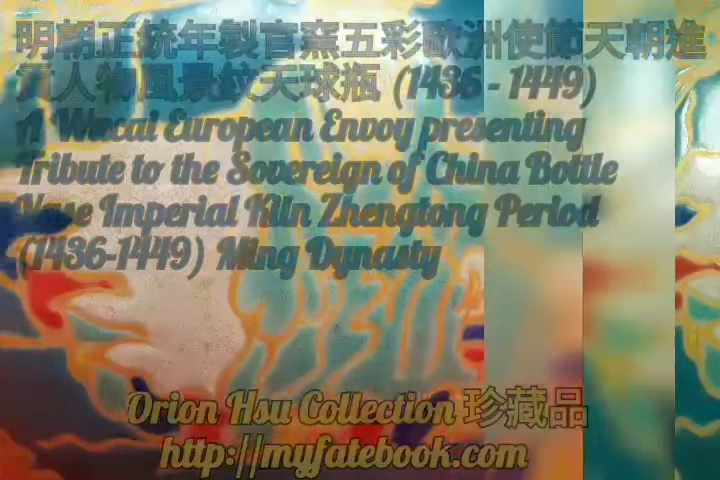 明朝正統年製官窯五彩歐洲使節天朝進
貢人物風景紋天球瓶 (1436 - 1449)
A Wucai European Envoy presenting
Tribute to the Sovereign of China Bottle
Vase Imperial Kiln Zhengtong Period
(1436-1449) Ming Dynasty
Orion Hsu Collection 珍藏品
http://myfatebook.com